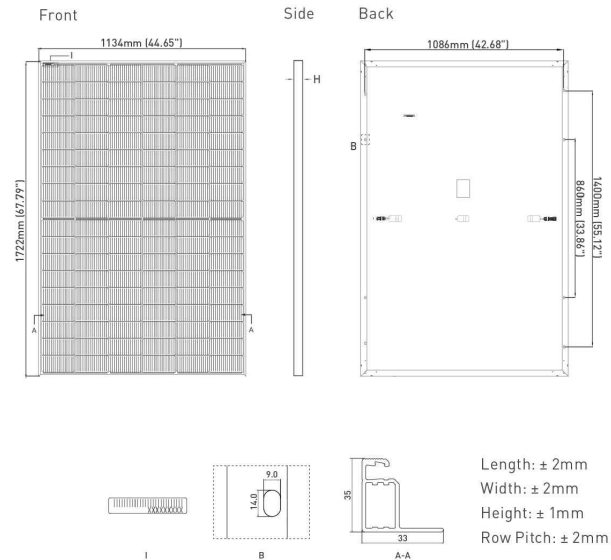 Front
Side
Back
1134mm (44.65")
I
1722mm (67.79")
A
A
H
1086mm (42.68")
B
860mm (33.86")
1400mm (55.12")
I
9.0
14.0
B
35
33
A-A
Length: ± 2mm
Width: ± 2mm
Height: ± 1mm
Row Pitch: ± 2mm